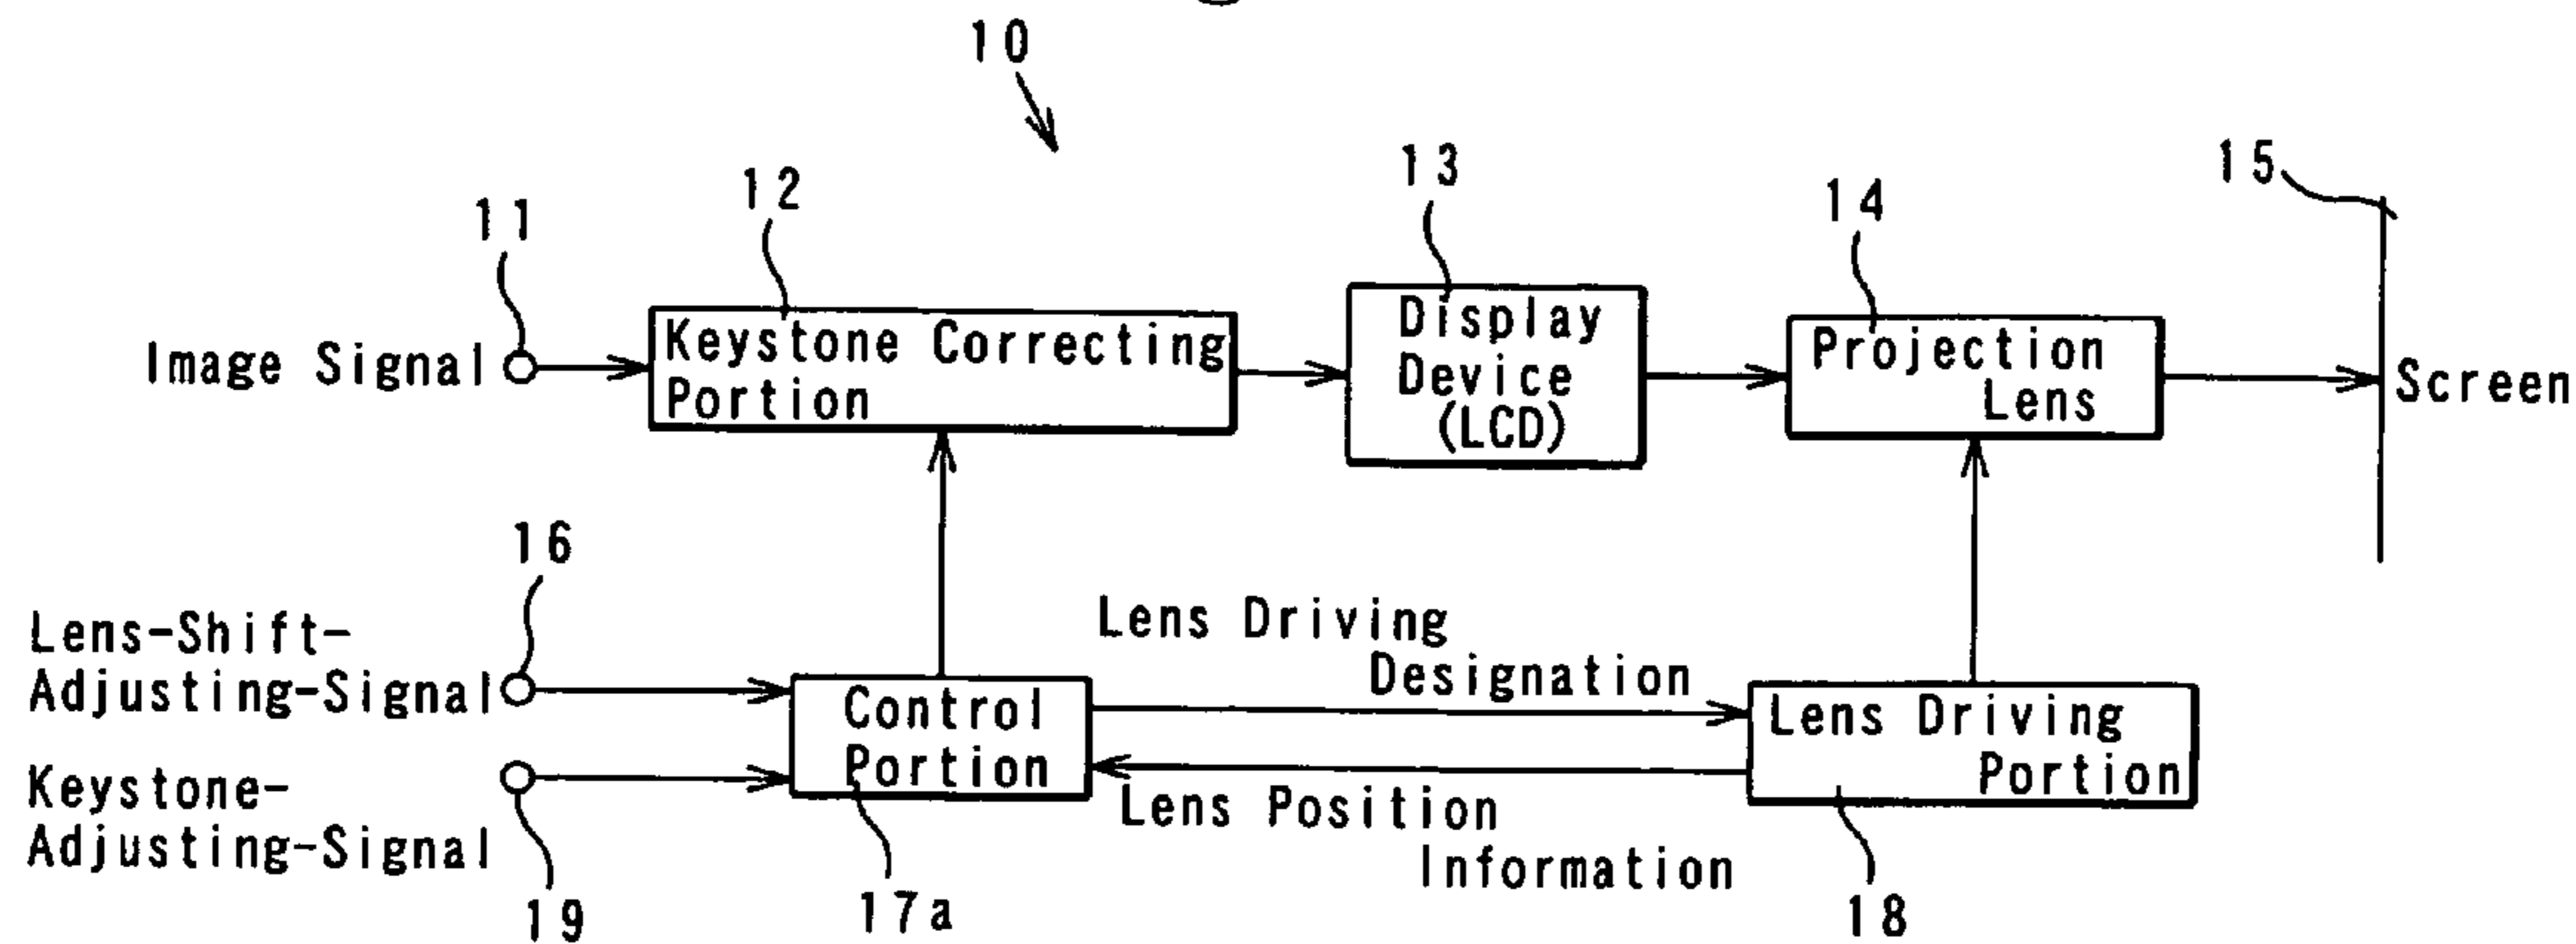 10
11
12
13
14
15
Image Signal
Keystone Correcting
Portion
Display
Device
(LCD)
Projection
Lens
Screen
16
Lens-Shift-
Adjusting-Signal
Keystone-
Adjusting-Signal
19
Control
Portion
17a
Lens Driving
Designation
Lens Position
Information
Lens Driving
Portion
18